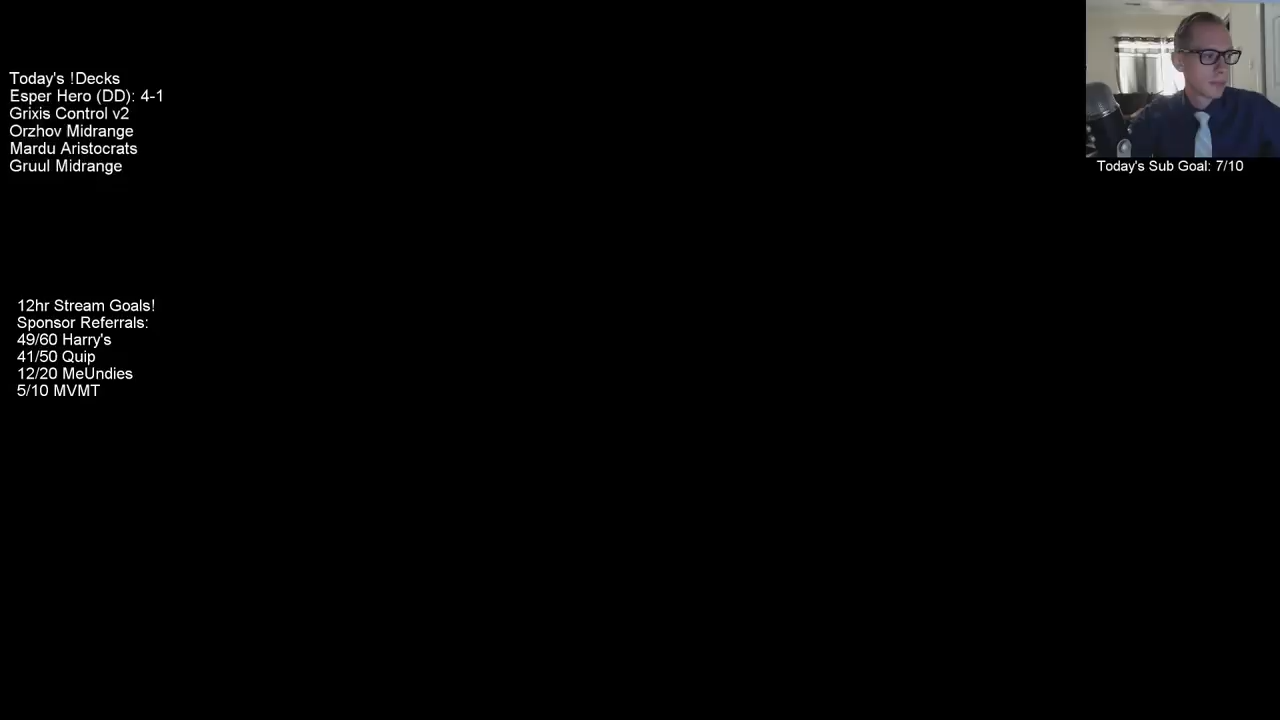 Today's !Decks
Esper Hero (DD): 4-1
Grixis Control v2
Orzhov Midrange
Mardu Aristocrats
Gruul Midrange
Today's Sub Goal: 7/10
12hr Stream Goals!
Sponsor Referrals:
49/60 Harry's
41/50 Quip
12/20 MeUndies
5/10 MVMT